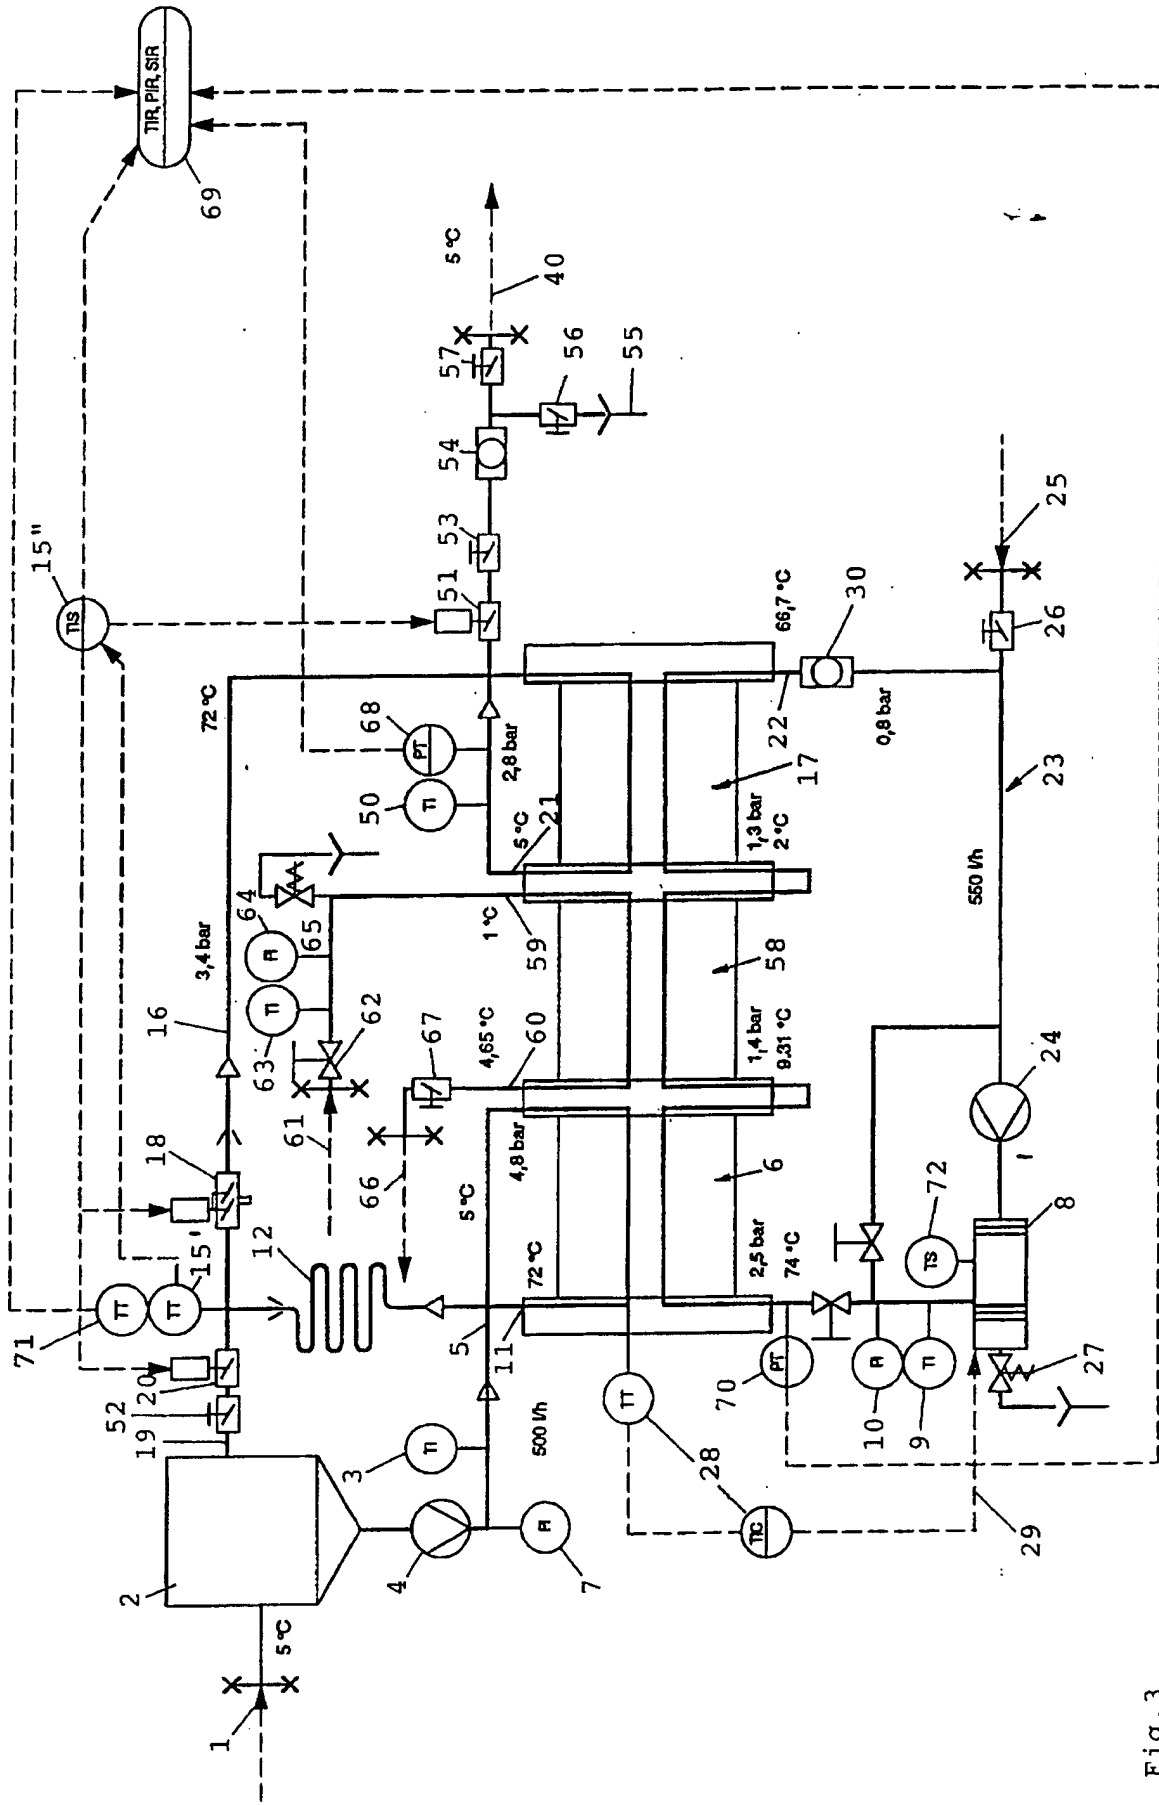 TIR, PIR, SIR
69
15"
TIS
5 °C
40
57
56
55
54
53
51
72 °C
68
PT
2,8 bar
50
TI
5 °C
21
66,7 °C
30
22
0,8 bar
25
26
17
1,3 bar
2 °C
23
550 l/h
64
65
PI
3,4 bar
TI
63
62
1 °C
59
58
16
61
67
4,65 °C
60
1,4 bar
9,31 °C
24
18
66
4,8 bar
5 °C
6
72
TS
8
12
72 °C
2,5 bar
74 °C
71
TT
TT
15'
5
11
70
PT
PI
10
TI
9
27
20
52
19
3
TI
500 l/h
TT
28
TIC
29
2
4
PI
7
5 °C
1
Fig.3